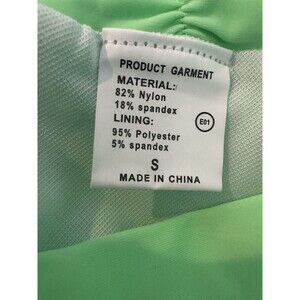 PRODUCT GARMENT
MATERIAL:
82% Nylon
18% spandex
LINING:
E01
95% Polyester
5% spandex
S
MADE IN CHINA